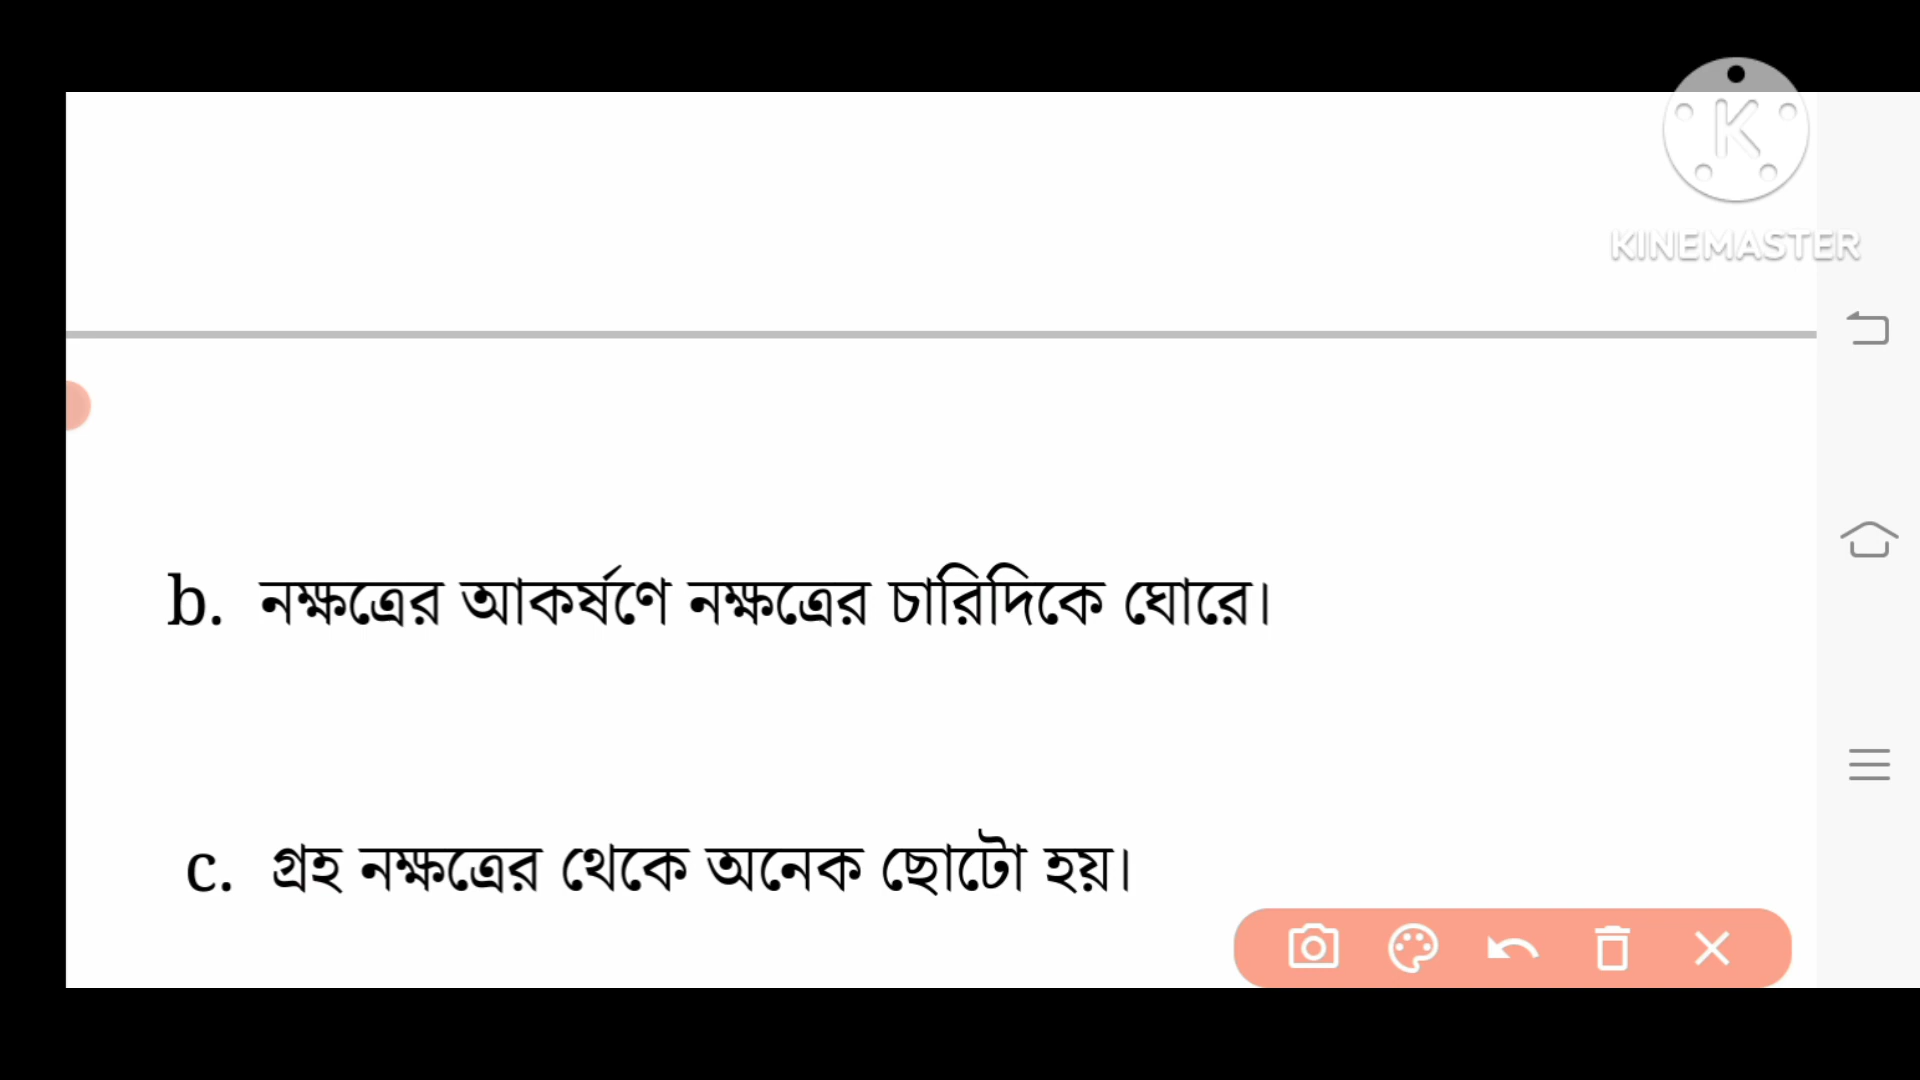 K
KINEMASTER
b. নক্ষত্রের আকর্ষণে নক্ষত্রের চারিদিকে ঘোরে।
c. গ্রহ নক্ষত্রের থেকে অনেক ছোটো হয়।